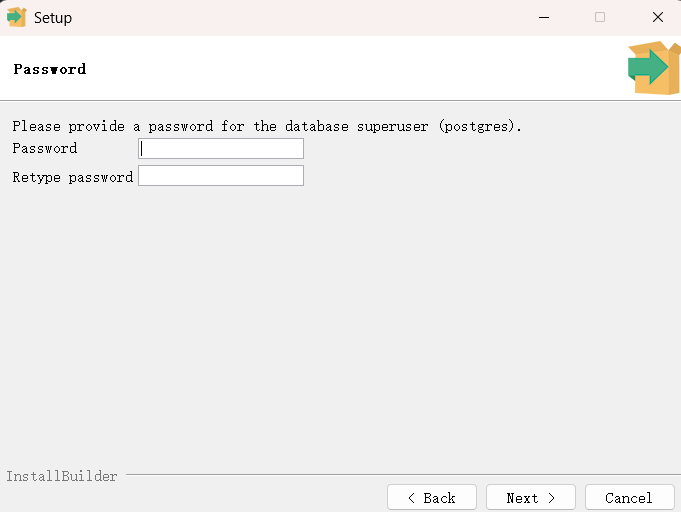 Setup
Password
Please provide a password for the database superuser (postgres).
Password
Retype password
InstallBuilder
< Back
Next >
Cancel